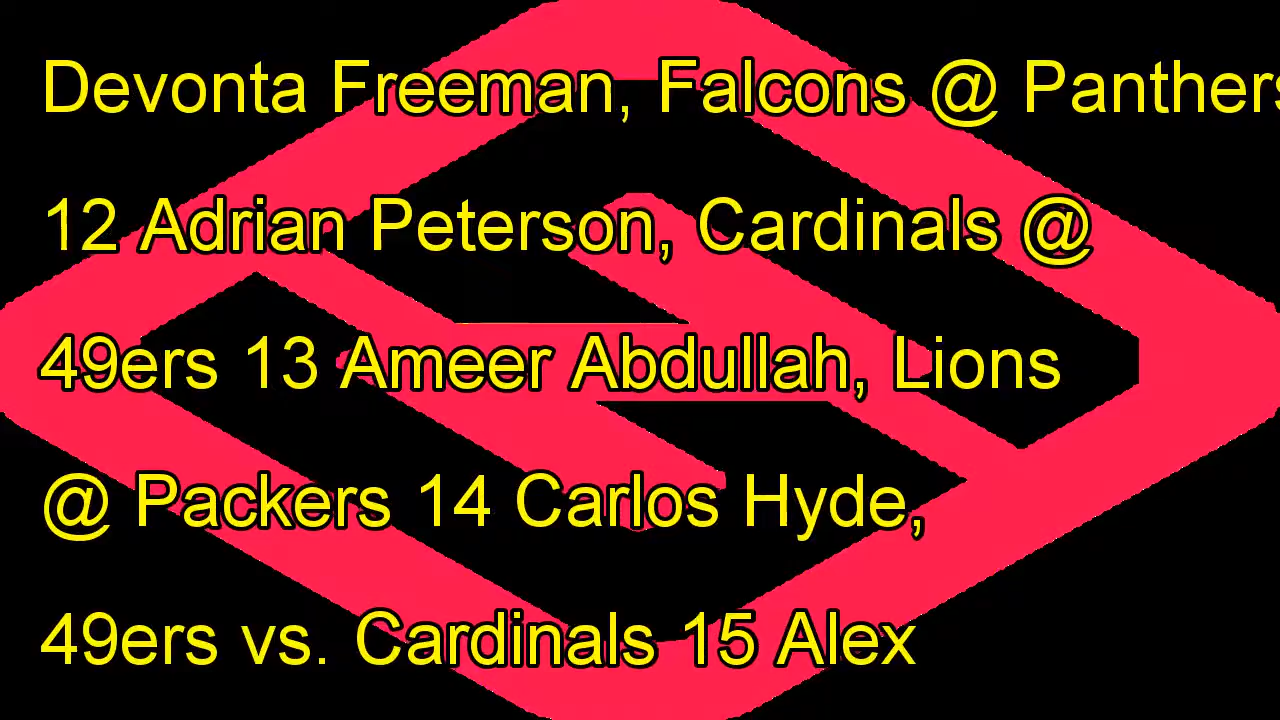 Devonta Freeman, Falcons @ Panthers
12 Adrian Peterson, Cardinals @
49ers 13 Ameer Abdullah, Lions
@ Packers 14 Carlos Hyde,
49ers vs. Cardinals 15 Alex